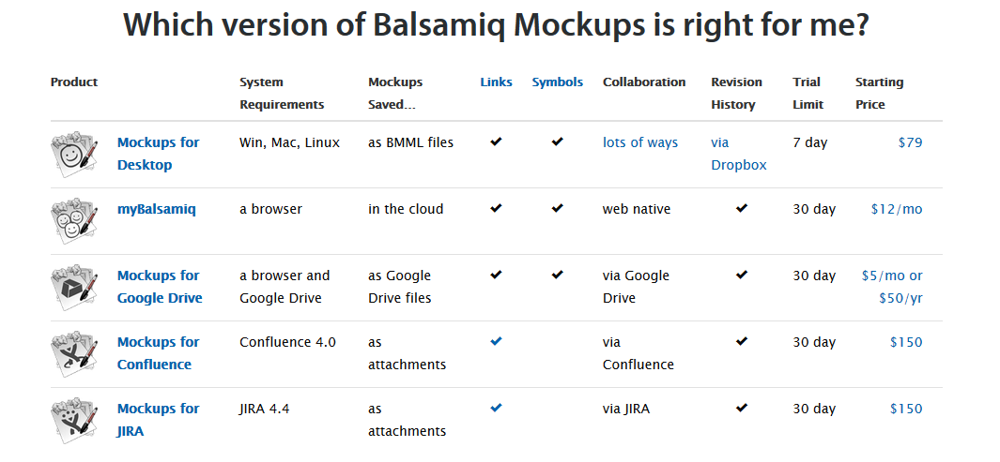 Which version of Balsamiq Mockups is right for me?
Product System Mockups Links Symbols Collaboration Revision Trial Starting
Requirements Saved... History Limit Price
Mockups for Win, Mac, Linux as BMML files ✔ ✔ lots of ways via 7 day $79
Desktop Dropbox
myBalsamiq a browser in the cloud ✔ ✔ web native ✔ 30 day $12/mo
Mockups for a browser and as Google ✔ ✔ via Google ✔ 30 day $5/mo or
Google Drive Google Drive Drive files Drive $50/yr
Mockups for Confluence 4.0 as ✔ via ✔ 30 day $150
Confluence attachments Confluence
Mockups for JIRA 4.4 as ✔ via JIRA ✔ 30 day $150
JIRA attachments